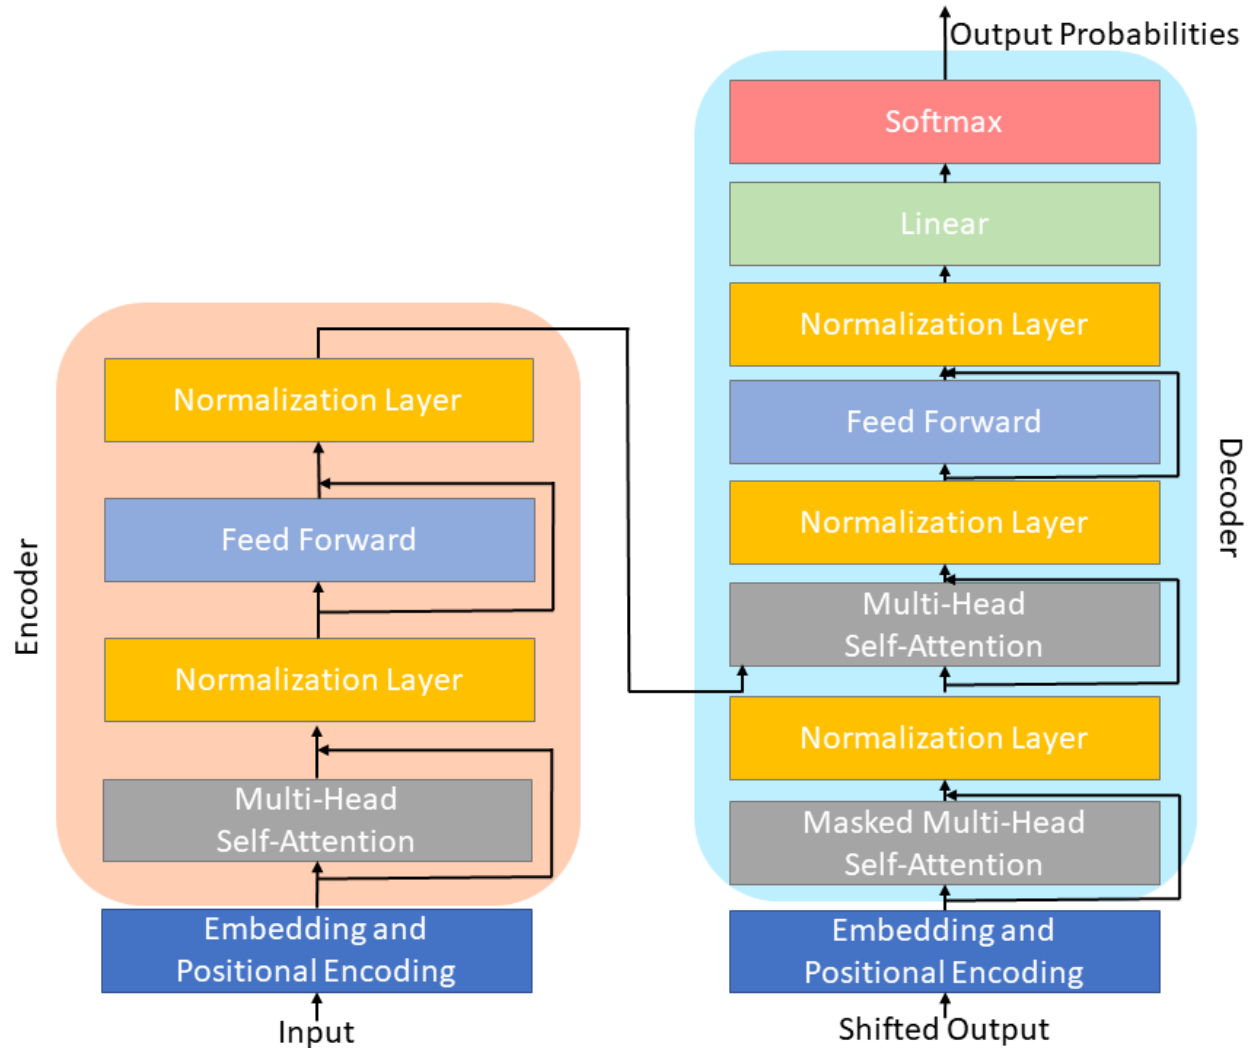 Encoder
Normalization Layer
Feed Forward
Normalization Layer
Multi-Head
Self-Attention
Embedding and
Positional Encoding
Input
Output Probabilities
Softmax
Linear
Normalization Layer
Feed Forward
Normalization Layer
Multi-Head
Self-Attention
Normalization Layer
Masked Multi-Head
Self-Attention
Embedding and
Positional Encoding
Shifted Output
Decoder